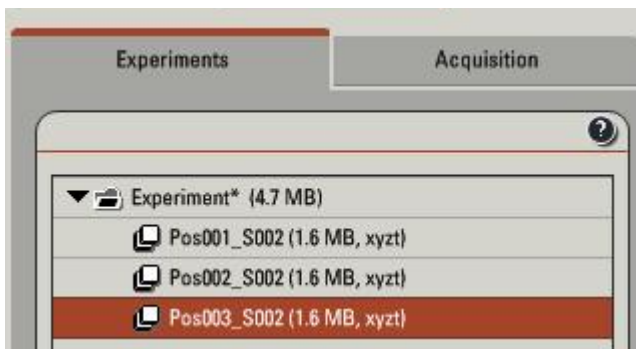 Experiments Acquisition
?
Experiment* (4.7 MB)
Pos001_S002 (1.6 MB, xyzt)
Pos002_S002 (1.6 MB, xyzt)
Pos003_S002 (1.6 MB, xyzt)